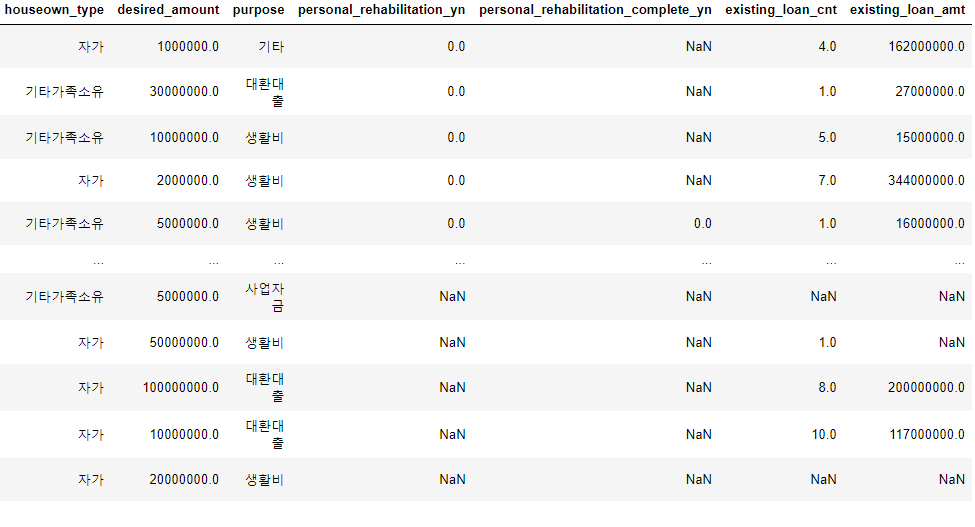 houseown_type desired_amount purpose personal_rehabilitation_yn personal_rehabilitation_complete_yn existing_loan_cnt existing_loan_amt
자가 1000000.0 기타 0.0 NaN 4.0 162000000.0
기타가족소유 30000000.0 대환대
출 0.0 NaN 1.0 27000000.0
기타가족소유 10000000.0 생활비 0.0 NaN 5.0 15000000.0
자가 2000000.0 생활비 0.0 NaN 7.0 344000000.0
기타가족소유 5000000.0 생활비 0.0 0.0 1.0 16000000.0
... ... ... ... ... ... ...
기타가족소유 5000000.0 사업자
금 NaN NaN NaN NaN
자가 50000000.0 생활비 NaN NaN 1.0 NaN
자가 100000000.0 대환대
출 NaN NaN 8.0 200000000.0
자가 10000000.0 대환대
출 NaN NaN 10.0 117000000.0
자가 20000000.0 생활비 NaN NaN NaN NaN